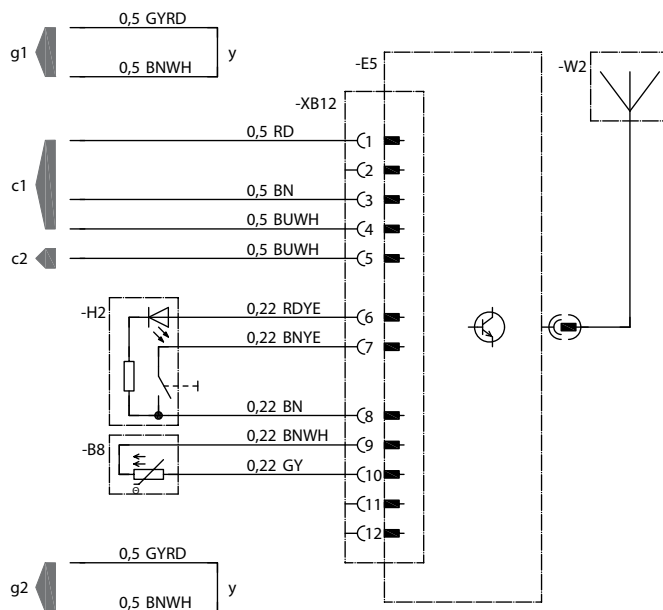 0,5 GYRD
g1
y
0,5 BNWH
-E5
-W2
-XB12
0,5 RD
1
2
c1
0,5 BN
3
0,5 BUWH
4
c2
0,5 BUWH
5
-H2
0,22 RDYE
6
0,22 BNYE
7
0,22 BN
8
0,22 BNWH
9
-B8
0,22 GY
10
Θ
11
12
0,5 GYRD
g2
y
0,5 BNWH